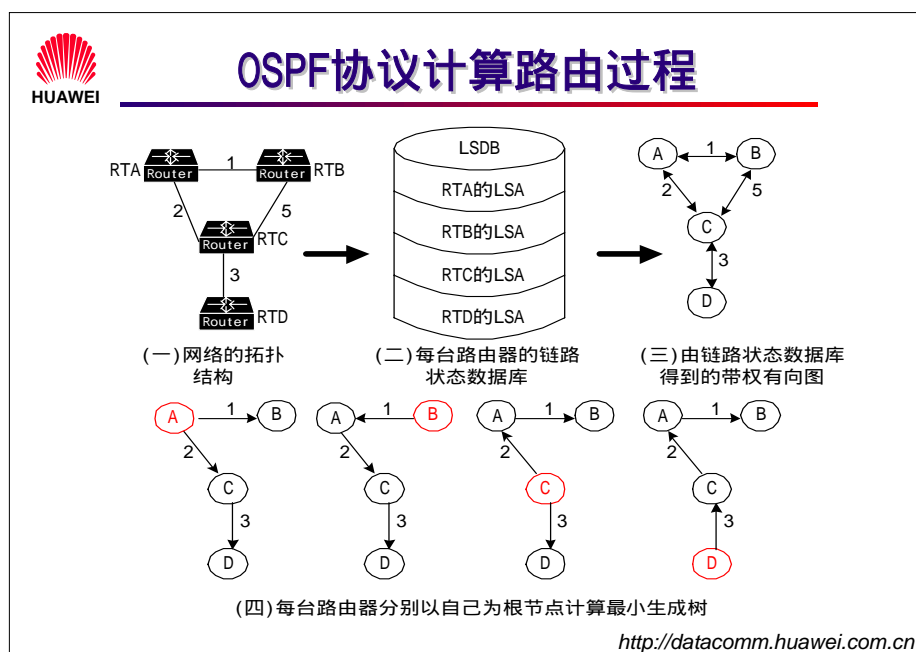 HUAWEI
OSPF协议计算路由过程
RTA
Router
1
Router
RTB
2
5
Router
RTC
3
Router
RTD
(一)网络的拓扑
结构
LSDB
RTA的LSA
RTB的LSA
RTC的LSA
RTD的LSA
(二)每台路由器的链路
状态数据库
A
1
B
2
5
C
3
D
(三)由链路状态数据库
得到的带权有向图
A
1
B
2
C
3
D
A
1
B
2
C
3
D
A
1
B
2
C
3
D
A
1
B
2
C
3
D
(四)每台路由器分别以自己为根节点计算最小生成树
http://datacomm.huawei.com.cn